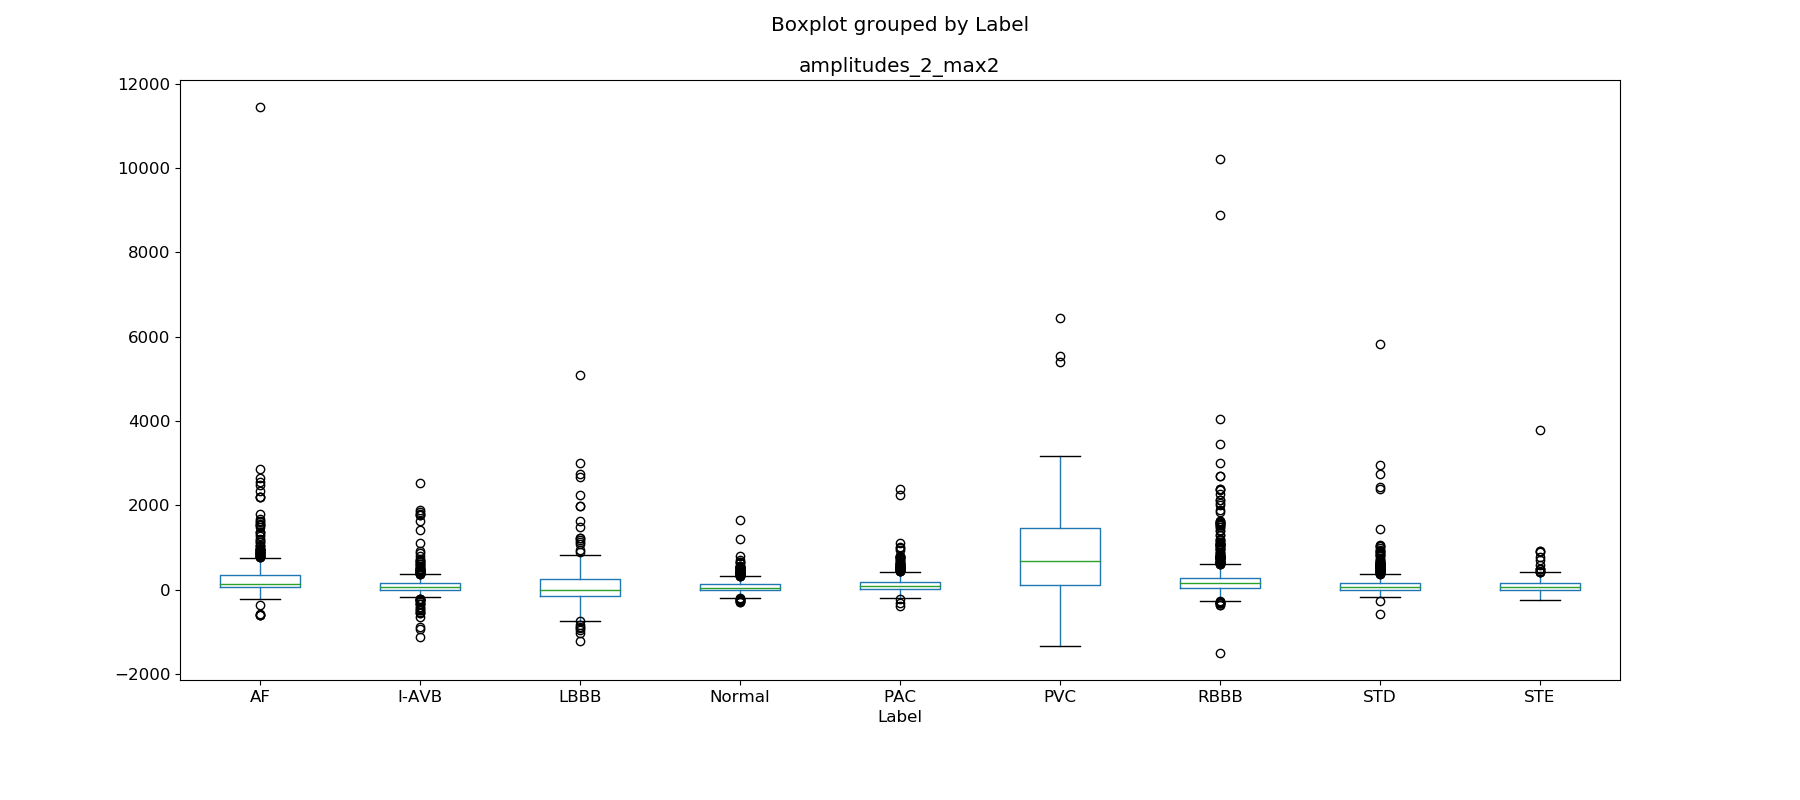 Boxplot grouped by Label
amplitudes_2_max2
12000
10000
8000
6000
4000
2000
0
−2000
AF I-AVB LBBB Normal PAC PVC RBBB STD STE
Label